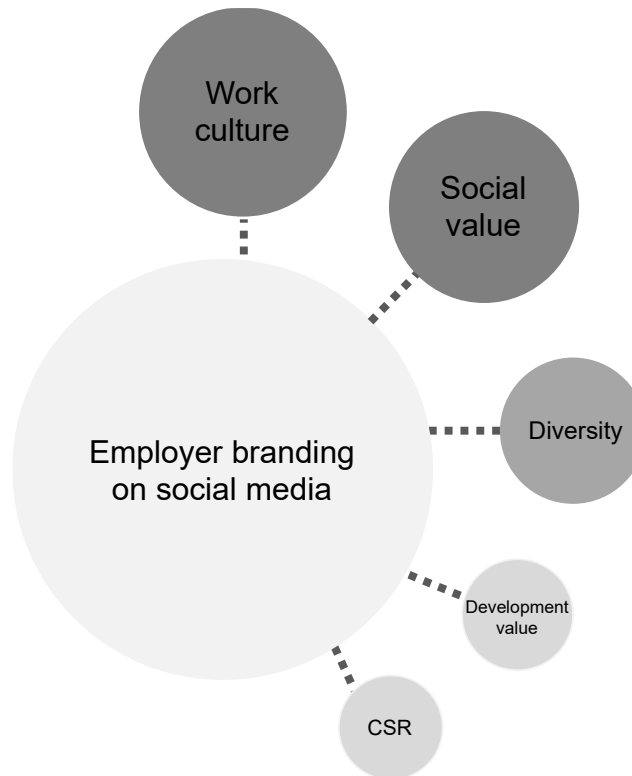 Work
culture
Social
value
Diversity
Employer branding
on social media
Development
value
CSR